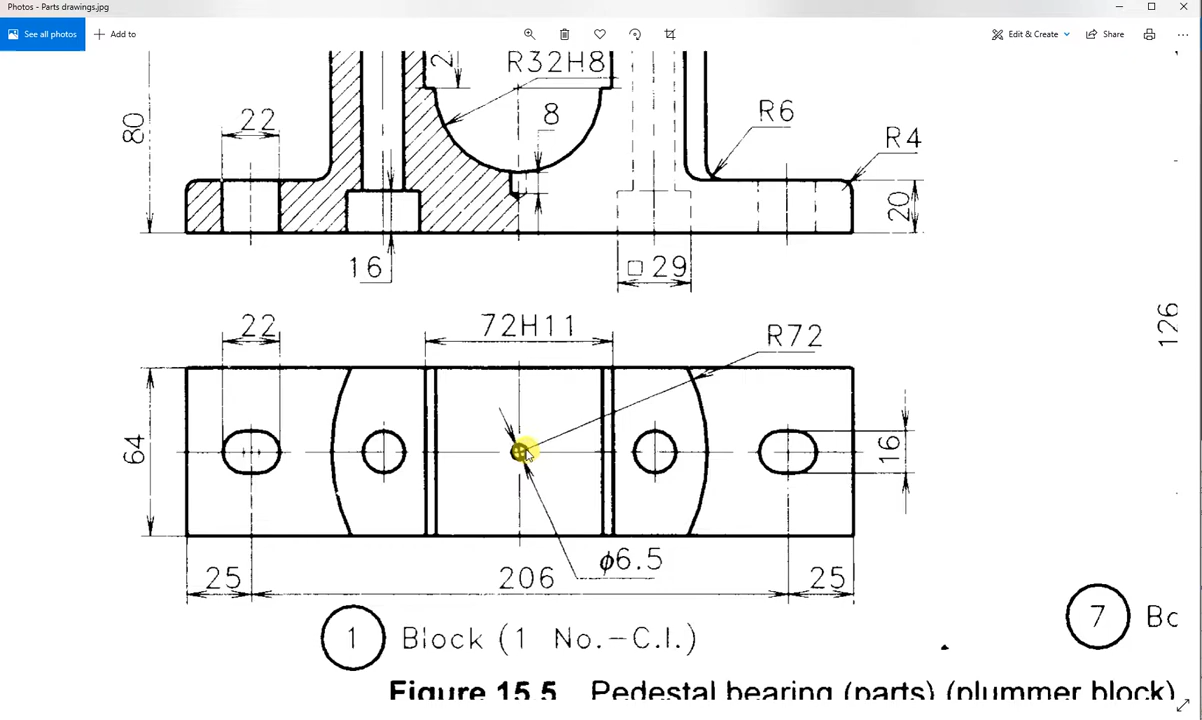 Photos - Parts drawings.jpg
See all photos
Add to
Edit & Create
Share
R32H8
22
8
80
R6
R4
20
16
□ 29
126
22
72H11
R72
64
16
ϕ6.5
25
206
25
1 Block (1 No.-C.I.)
7 Bc
Figure 15.5 Pedestal bearing (parts) (plummer block)